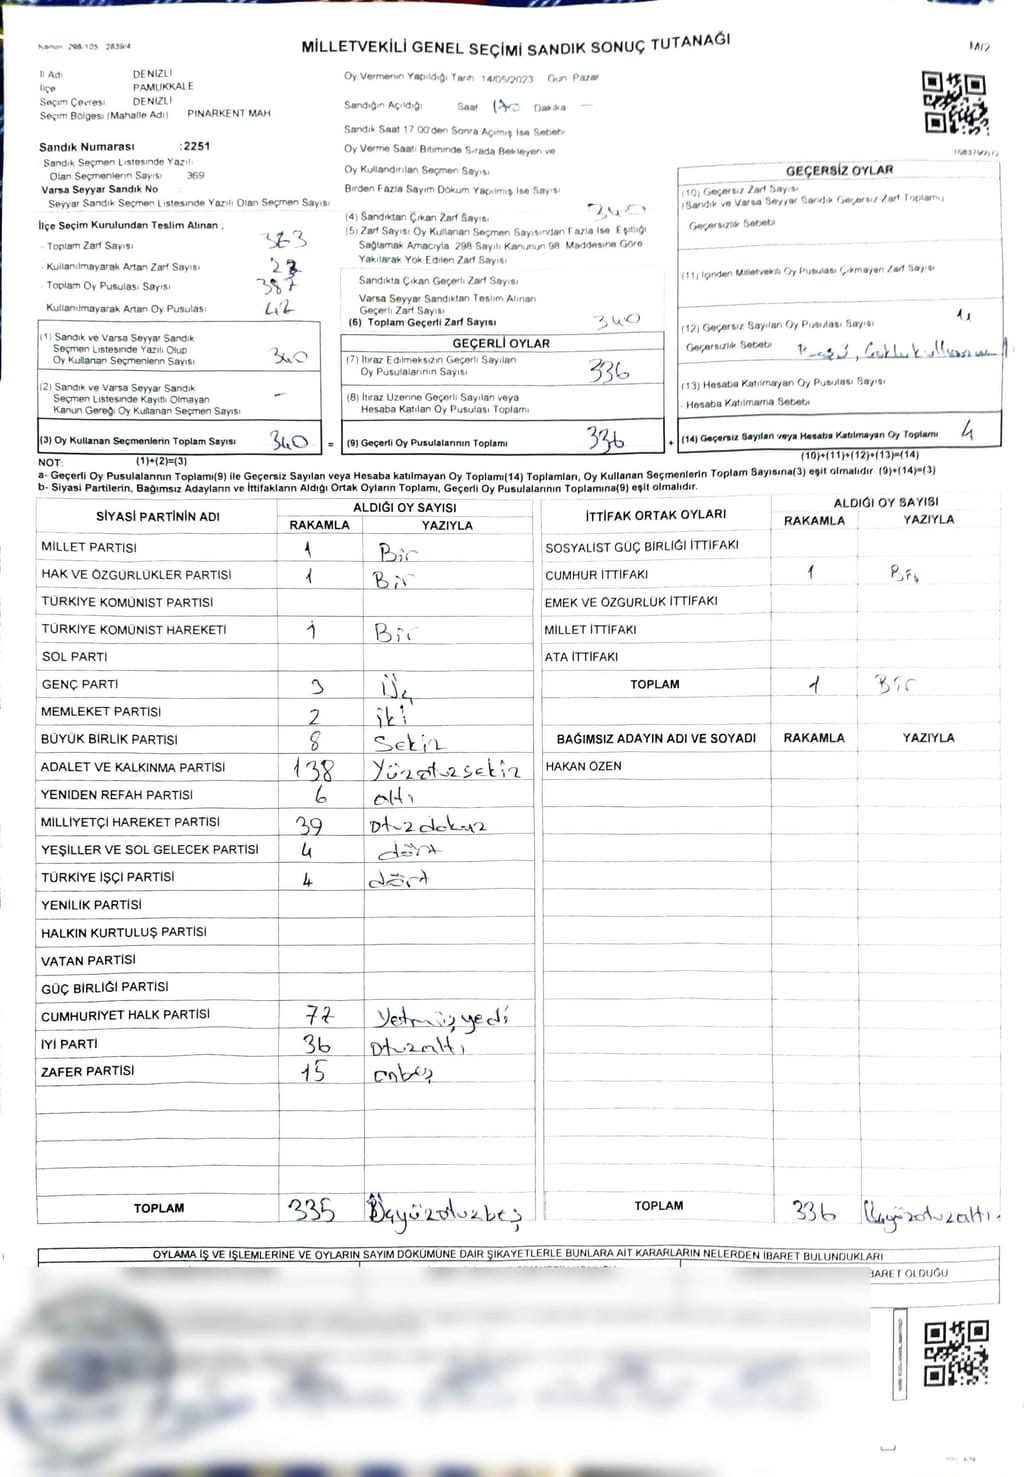 Kanun 298/105 2839/4
MİLLETVEKİLİ GENEL SEÇİMİ SANDIK SONUÇ TUTANAĞI
M/2
İl Adı DENİZLİ
İlçe PAMUKKALE
Seçim Çevresi DENİZLİ
Seçim Bölgesi (Mahalle Adı) PINARKENT MAH
Sandık Numarası :2251
Sandık Seçmen Listesinde Yazılı
Olan Seçmenlerin Sayısı 369
Varsa Seyyar Sandık No :
Seyyar Sandık Seçmen Listesinde Yazılı Olan Seçmen Sayısı
İlçe Seçim Kurulundan Teslim Alınan ;
- Toplam Zarf Sayısı
- Kullanılmayarak Artan Zarf Sayısı
- Toplam Oy Pusulası Sayısı 387
- Kullanılmayarak Artan Oy Pusulası 42
(1) Sandık ve Varsa Seyyar Sandık
Seçmen Listesinde Yazılı Olup
Oy Kullanan Seçmenlerin Sayısı 340
(2) Sandık ve Varsa Seyyar Sandık
Seçmen Listesinde Kayıtlı Olmayan
Kanun Gereği Oy Kullanan Seçmen Sayısı -
(3) Oy Kullanan Seçmenlerin Toplam Sayısı 340 =
(1)+(2)=(3)
Oy Vermenin Yapıldığı Tarih 14/05/2023 Gün Pazar
Sandığın Açıldığı Saat Dakika -
Sandık Saat 17 00'den Sonra Açılmış İse Sebebi
Oy Verme Saati Bitiminde Sırada Bekleyen ve
Oy Kullandırılan Seçmen Sayısı
Birden Fazla Sayım Döküm Yapılmış İse Sayısı
(4) Sandıktan Çıkan Zarf Sayısı 340
(5) Zarf Sayısı Oy Kullanan Seçmen Sayısından Fazla İse Eşitliği
Sağlamak Amacıyla 298 Sayılı Kanunun 98 Maddesine Göre
Yakılarak Yok Edilen Zarf Sayısı
Sandıkta Çıkan Geçerli Zarf Sayısı
Varsa Seyyar Sandıktan Teslim Alınan
Geçerli Zarf Sayısı
(6) Toplam Geçerli Zarf Sayısı 340
GEÇERLİ OYLAR
(7) İtiraz Edilmeksizin Geçerli Sayılan
Oy Pusulalarının Sayısı 336
(8) İtiraz Üzerine Geçerli Sayılan veya
Hesaba Katılan Oy Pusulası Toplamı
(9) Geçerli Oy Pusulalarının Toplamı 336 +
GEÇERSİZ OYLAR
(10) Geçersiz Zarf Sayısı
(Sandık ve Varsa Seyyar Sandık Geçersiz Zarf Toplamı)
Geçersizlik Sebebi
(11) İçinden Milletvekili Oy Pusulası Çıkmayan Zarf Sayısı
(12) Geçersiz Sayılan Oy Pusulası Sayısı 4
- Geçersizlik Sebebi
(13) Hesaba Katılmayan Oy Pusulası Sayısı
- Hesaba Katılmama Sebebi
(14) Geçersiz Sayılan veya Hesaba Katılmayan Oy Toplamı 4
(10)+(11)+(12)+(13)=(14)
NOT:
a- Geçerli Oy Pusulalarının Toplamı(9) ile Geçersiz Sayılan veya Hesaba katılmayan Oy Toplamı(14) Toplamları, Oy Kullanan Seçmenlerin Toplam Sayısına(3) eşit olmalıdır. (9)+(14)=(3)
b- Siyasi Partilerin, Bağımsız Adayların ve İttifakların Aldığı Ortak Oyların Toplamı, Geçerli Oy Pusulalarının Toplamına(9) eşit olmalıdır.
SİYASİ PARTİNİN ADI ALDIĞI OY SAYISI
RAKAMLA YAZIYLA
MİLLET PARTİSİ 1 Bir
HAK VE ÖZGÜRLÜKLER PARTİSİ 1 Bir
TÜRKİYE KOMÜNİST PARTİSİ
TÜRKİYE KOMÜNİST HAREKETİ 1 Bir
SOL PARTİ
GENÇ PARTİ 3 Üç
MEMLEKET PARTİSİ 2 iki
BÜYÜK BİRLİK PARTİSİ 8 Sekiz
ADALET VE KALKINMA PARTİSİ 138 Yüzotuzsekiz
YENİDEN REFAH PARTİSİ 6 altı
MİLLİYETÇİ HAREKET PARTİSİ 39 otuzdokuz
YEŞİLLER VE SOL GELECEK PARTİSİ 4 dört
TÜRKİYE İŞÇİ PARTİSİ 4 dört
YENİLİK PARTİSİ
HALKIN KURTULUŞ PARTİSİ
VATAN PARTİSİ
GÜÇ BİRLİĞİ PARTİSİ
CUMHURİYET HALK PARTİSİ 77 Yetmişyedi
İYİ PARTİ 36 otuzaltı
ZAFER PARTİSİ 15 onbeş
TOPLAM 335 Üçyüzotuzbeş
İTTİFAK ORTAK OYLARI ALDIĞI OY SAYISI
RAKAMLA YAZIYLA
SOSYALİST GÜÇ BİRLİĞİ İTTİFAKI
CUMHUR İTTİFAKI 1 Bir
EMEK VE ÖZGÜRLÜK İTTİFAKI
MİLLET İTTİFAKI
ATA İTTİFAKI
TOPLAM 1 Bir
BAĞIMSIZ ADAYIN ADI VE SOYADI RAKAMLA YAZIYLA
HAKAN ÖZEN
TOPLAM 336 Üçyüzotuzaltı
OYLAMA İŞ VE İŞLEMLERİNE VE OYLARIN SAYIM DÖKÜMÜNE DAİR ŞİKAYETLERLE BUNLARA AİT KARARLARIN NELERDEN İBARET BULUNDUKLARI
BARET OLDUĞU